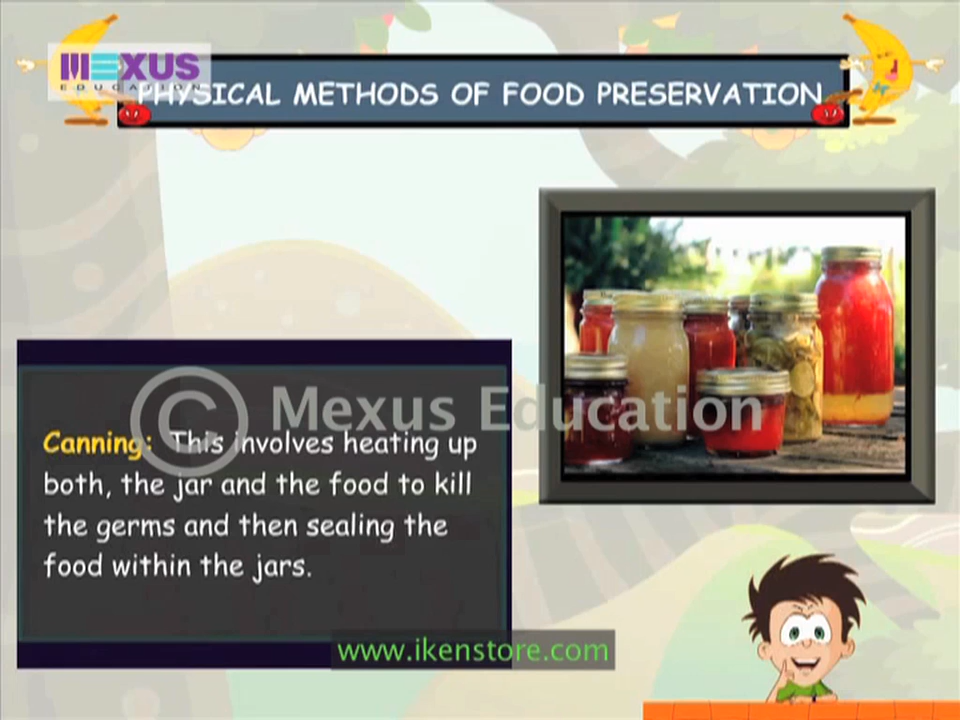 MEXUS
EDUCATION
PHYSICAL METHODS OF FOOD PRESERVATION
© Mexus Education
Canning: This involves heating up
both, the jar and the food to kill
the germs and then sealing the
food within the jars.
www.ikenstore.com